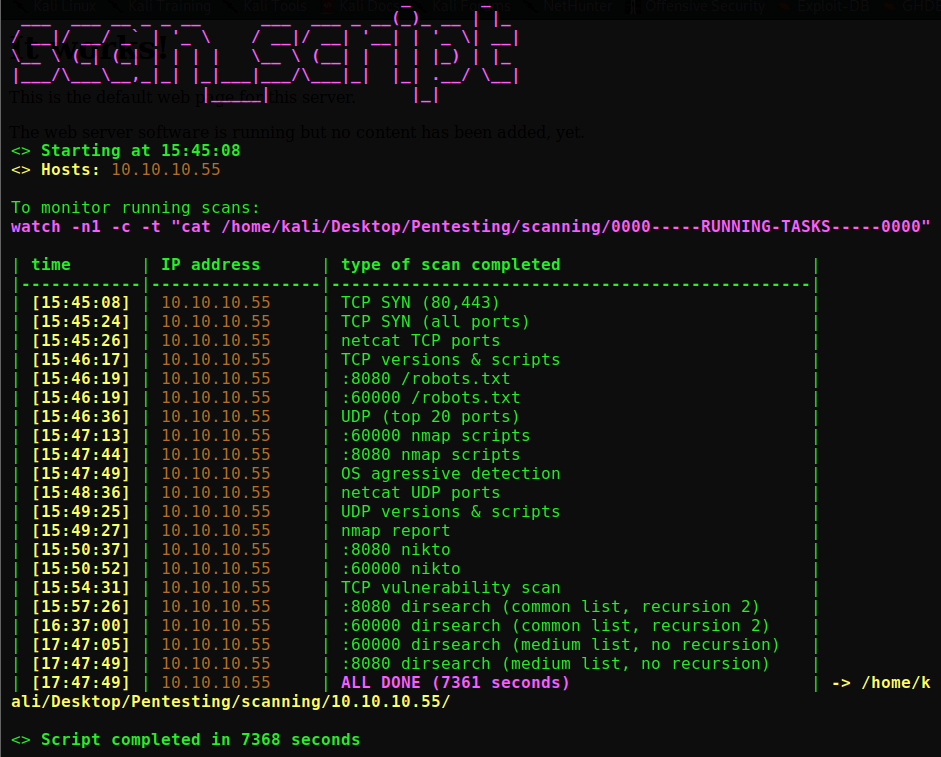 Kali Linux Kali Training Kali Tools Kali Docs Kali Forums NetHunter Offensive Security Exploit-DB GHDB
scan_script
It works!
This is the default web page for this server.
The web server software is running but no content has been added, yet.
<> Starting at 15:45:08
<> Hosts: 10.10.10.55
To monitor running scans:
watch -n1 -c -t "cat /home/kali/Desktop/Pentesting/scanning/0000-----RUNNING-TASKS-----0000"
| time | IP address | type of scan completed |
|------------|-----------------|------------------------------------------------|
| [15:45:08] | 10.10.10.55 | TCP SYN (80,443) |
| [15:45:24] | 10.10.10.55 | TCP SYN (all ports) |
| [15:45:26] | 10.10.10.55 | netcat TCP ports |
| [15:46:17] | 10.10.10.55 | TCP versions & scripts |
| [15:46:19] | 10.10.10.55 | :8080 /robots.txt |
| [15:46:19] | 10.10.10.55 | :60000 /robots.txt |
| [15:46:36] | 10.10.10.55 | UDP (top 20 ports) |
| [15:47:13] | 10.10.10.55 | :60000 nmap scripts |
| [15:47:44] | 10.10.10.55 | :8080 nmap scripts |
| [15:47:49] | 10.10.10.55 | OS agressive detection |
| [15:48:36] | 10.10.10.55 | netcat UDP ports |
| [15:49:25] | 10.10.10.55 | UDP versions & scripts |
| [15:49:27] | 10.10.10.55 | nmap report |
| [15:50:37] | 10.10.10.55 | :8080 nikto |
| [15:50:52] | 10.10.10.55 | :60000 nikto |
| [15:54:31] | 10.10.10.55 | TCP vulnerability scan |
| [15:57:26] | 10.10.10.55 | :8080 dirsearch (common list, recursion 2) |
| [16:37:00] | 10.10.10.55 | :60000 dirsearch (common list, recursion 2) |
| [17:47:05] | 10.10.10.55 | :60000 dirsearch (medium list, no recursion) |
| [17:47:49] | 10.10.10.55 | :8080 dirsearch (medium list, no recursion) |
| [17:47:49] | 10.10.10.55 | ALL DONE (7361 seconds) | -> /home/k
ali/Desktop/Pentesting/scanning/10.10.10.55/
<> Script completed in 7368 seconds